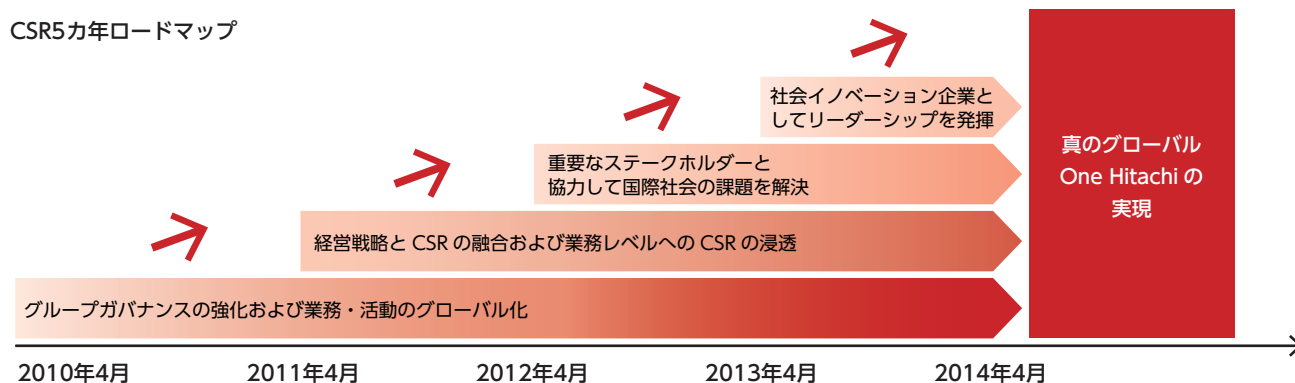 CSR5カ年ロードマップ
社会イノベーション企業と
してリーダーシップを発揮
重要なステークホルダーと
協力して国際社会の課題を解決
経営戦略と CSR の融合および業務レベルへの CSR の浸透
グループガバナンスの強化および業務・活動のグローバル化
真のグローバル
One Hitachi の
実現
2010年4月 2011年4月 2012年4月 2013年4月 2014年4月